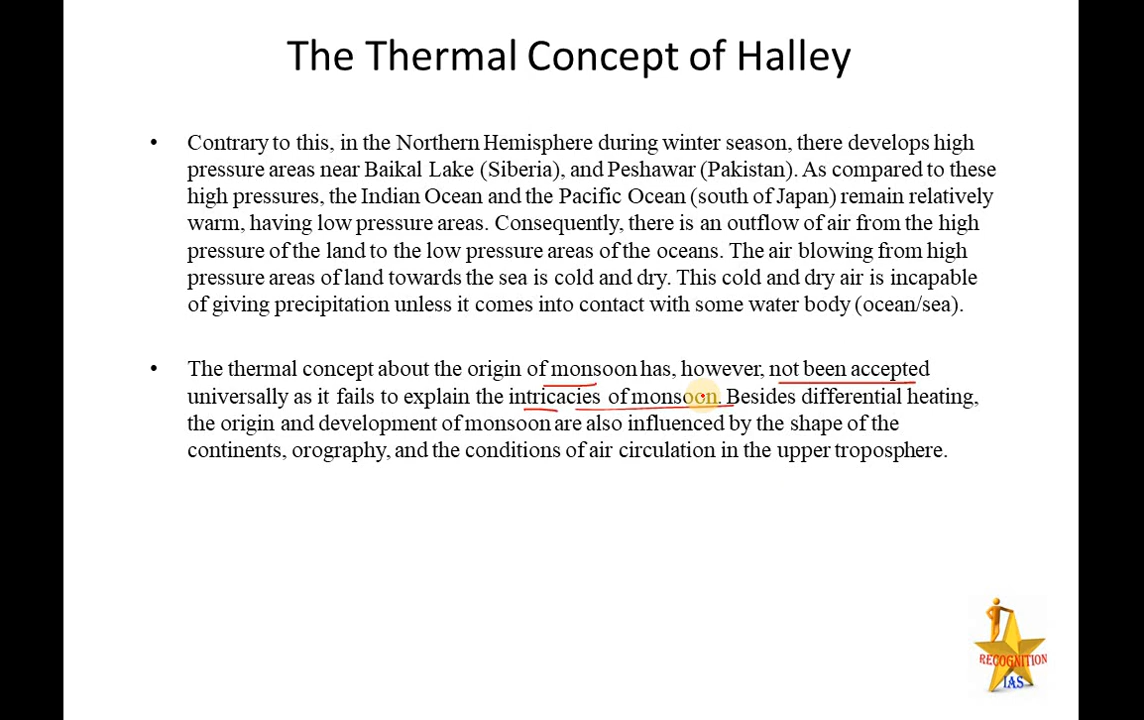 The Thermal Concept of Halley
• Contrary to this, in the Northern Hemisphere during winter season, there develops high
pressure areas near Baikal Lake (Siberia), and Peshawar (Pakistan). As compared to these
high pressures, the Indian Ocean and the Pacific Ocean (south of Japan) remain relatively
warm, having low pressure areas. Consequently, there is an outflow of air from the high
pressure of the land to the low pressure areas of the oceans. The air blowing from high
pressure areas of land towards the sea is cold and dry. This cold and dry air is incapable
of giving precipitation unless it comes into contact with some water body (ocean/sea).
• The thermal concept about the origin of monsoon has, however, not been accepted
universally as it fails to explain the intricacies of monsoon. Besides differential heating,
the origin and development of monsoon are also influenced by the shape of the
continents, orography, and the conditions of air circulation in the upper troposphere.
RECOGNITION
IAS